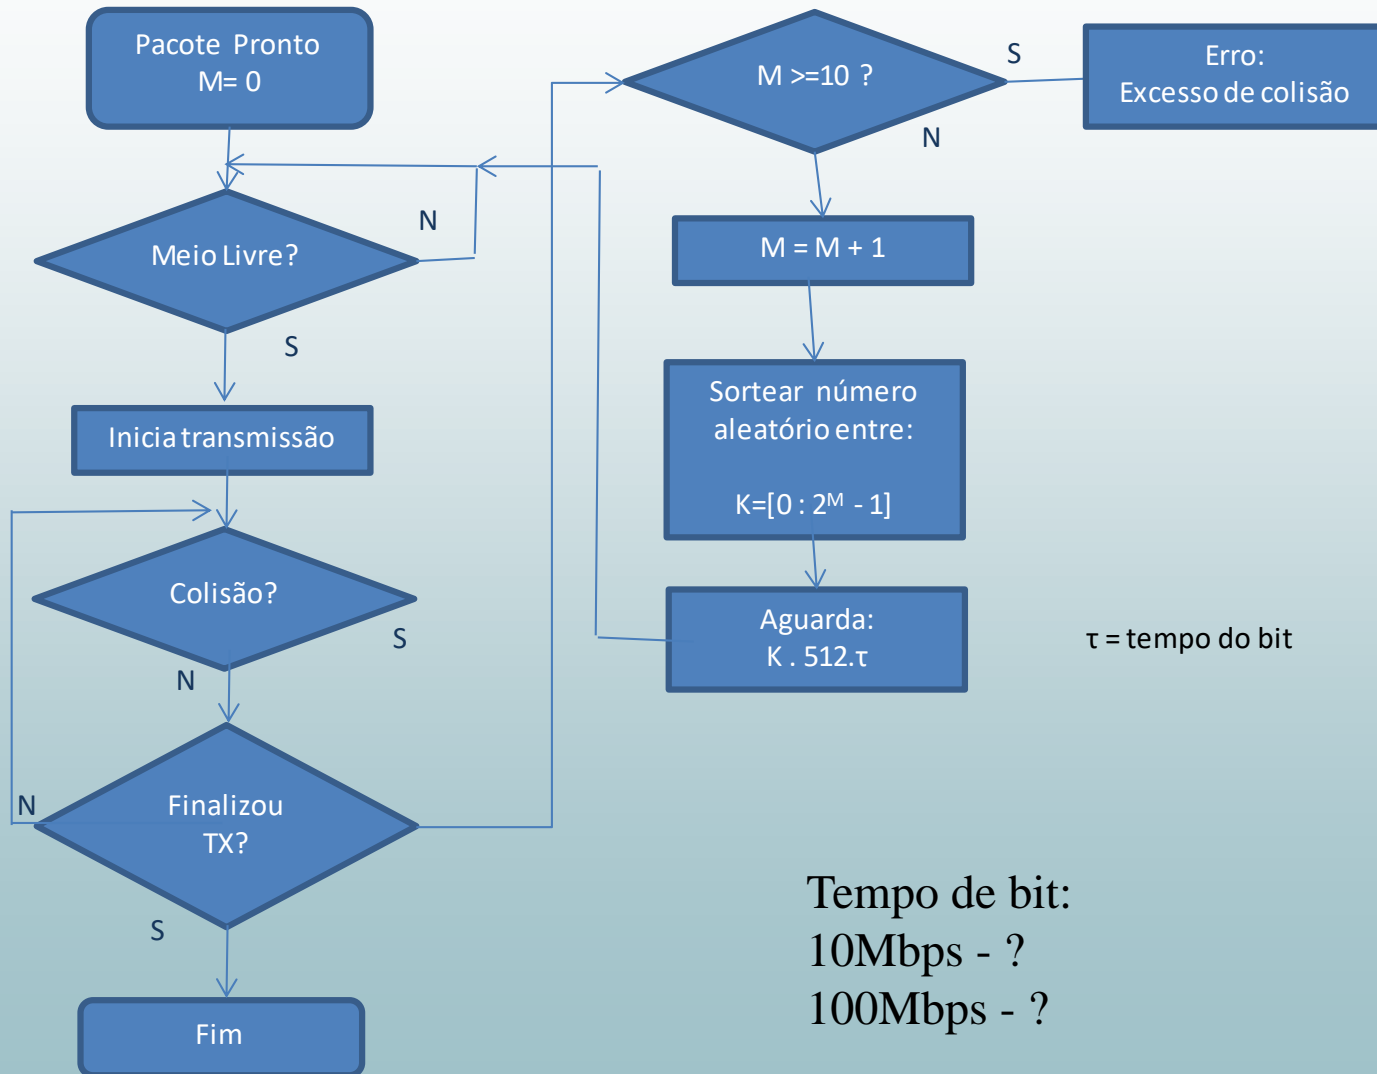 Pacote Pronto
M= 0
Meio Livre?
N
S
Inicia transmissão
Colisão?
S
N
Finalizou
TX?
N
S
Fim
M >=10 ?
S
N
Erro:
Excesso de colisão
M = M + 1
Sortear número
aleatório entre:
K=[0 : 2ᴹ - 1]
Aguarda:
K . 512.τ
τ = tempo do bit
Tempo de bit:
10Mbps - ?
100Mbps - ?